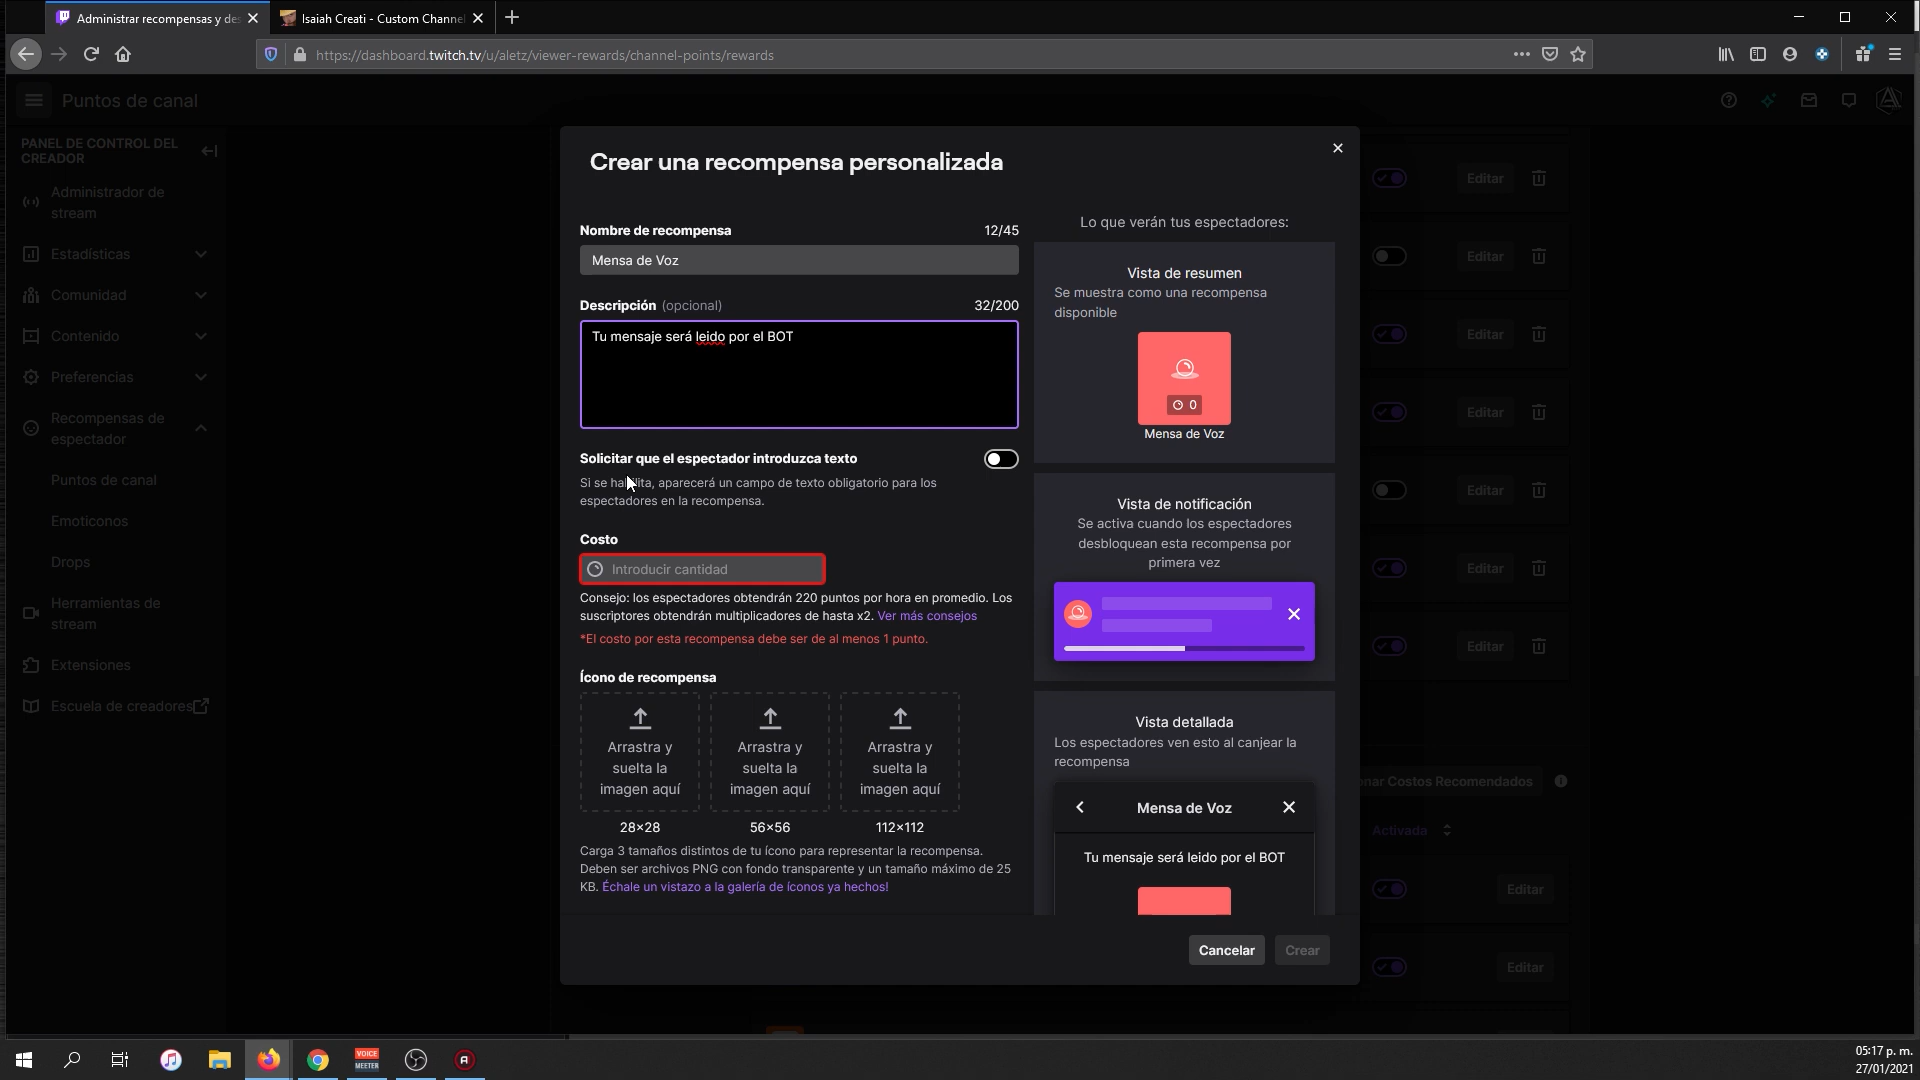 Administrar recompensas y des
Isaiah Creati - Custom Channel
https://dashboard.twitch.tv/u/aletz/viewer-rewards/channel-points/rewards
Puntos de canal
PANEL DE CONTROL DEL
CREADOR
Administrador de
stream
Estadísticas
Comunidad
Contenido
Preferencias
Recompensas de
espectador
Puntos de canal
Emoticonos
Drops
Herramientas de
stream
Extensiones
Escuela de creadores
Crear una recompensa personalizada
Nombre de recompensa
12/45
Mensa de Voz
Descripción (opcional)
32/200
Tu mensaje será leido por el BOT
Solicitar que el espectador introduzca texto
Si se habilita, aparecerá un campo de texto obligatorio para los
espectadores en la recompensa.
Costo
Introducir cantidad
Consejo: los espectadores obtendrán 220 puntos por hora en promedio. Los
suscriptores obtendrán multiplicadores de hasta x2. Ver más consejos
*El costo por esta recompensa debe ser de al menos 1 punto.
Ícono de recompensa
Arrastra y
suelta la
imagen aquí
Arrastra y
suelta la
imagen aquí
Arrastra y
suelta la
imagen aquí
28×28
56×56
112×112
Carga 3 tamaños distintos de tu ícono para representar la recompensa.
Deben ser archivos PNG con fondo transparente y un tamaño máximo de 25
KB. Échale un vistazo a la galería de íconos ya hechos!
Lo que verán tus espectadores:
Vista de resumen
Se muestra como una recompensa
disponible
0
Mensa de Voz
Vista de notificación
Se activa cuando los espectadores
desbloquean esta recompensa por
primera vez
Vista detallada
Los espectadores ven esto al canjear la
recompensa
Mensa de Voz
Tu mensaje será leido por el BOT
Cancelar
Crear
Editar
Editar
Editar
Editar
Editar
Editar
Editar
Costos Recomendados
Activada
Editar
Editar
VOICE
MEETER
05:17 p. m.
27/01/2021